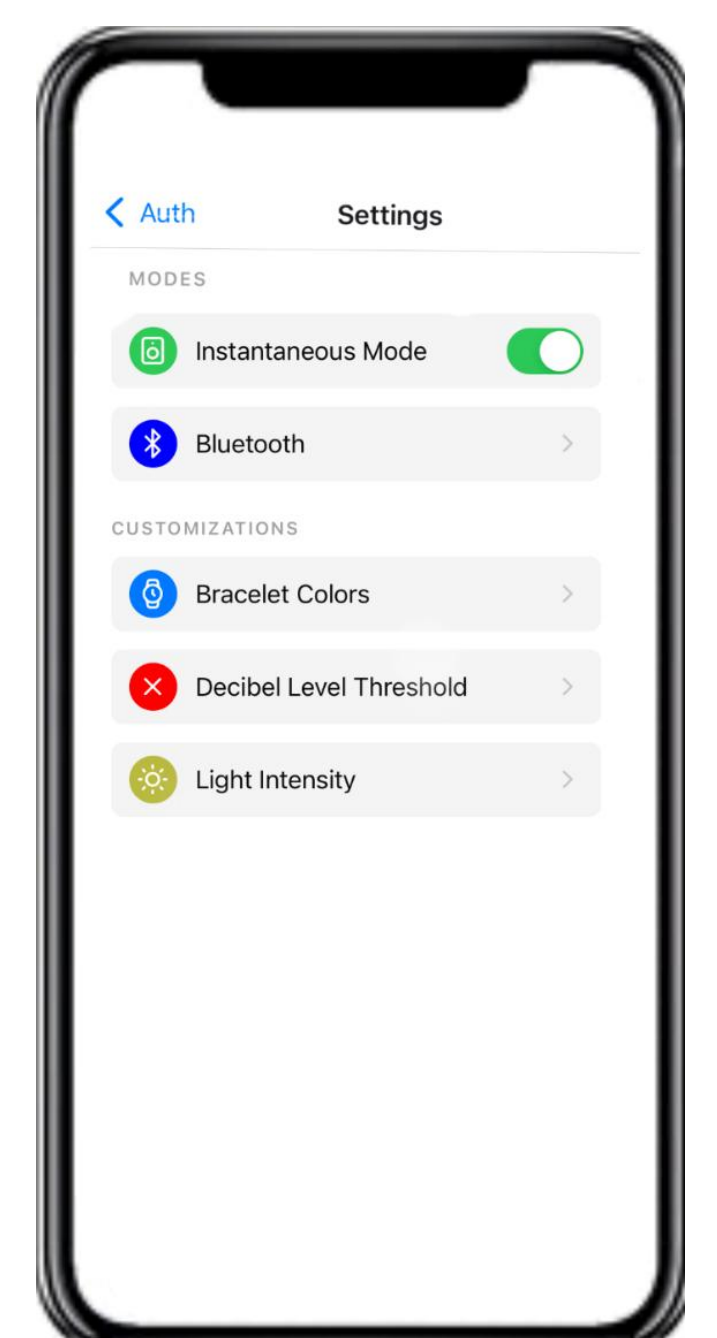 Auth
Settings
MODES
Instantaneous Mode
Bluetooth
CUSTOMIZATIONS
Bracelet Colors
Decibel Level Threshold
Light Intensity